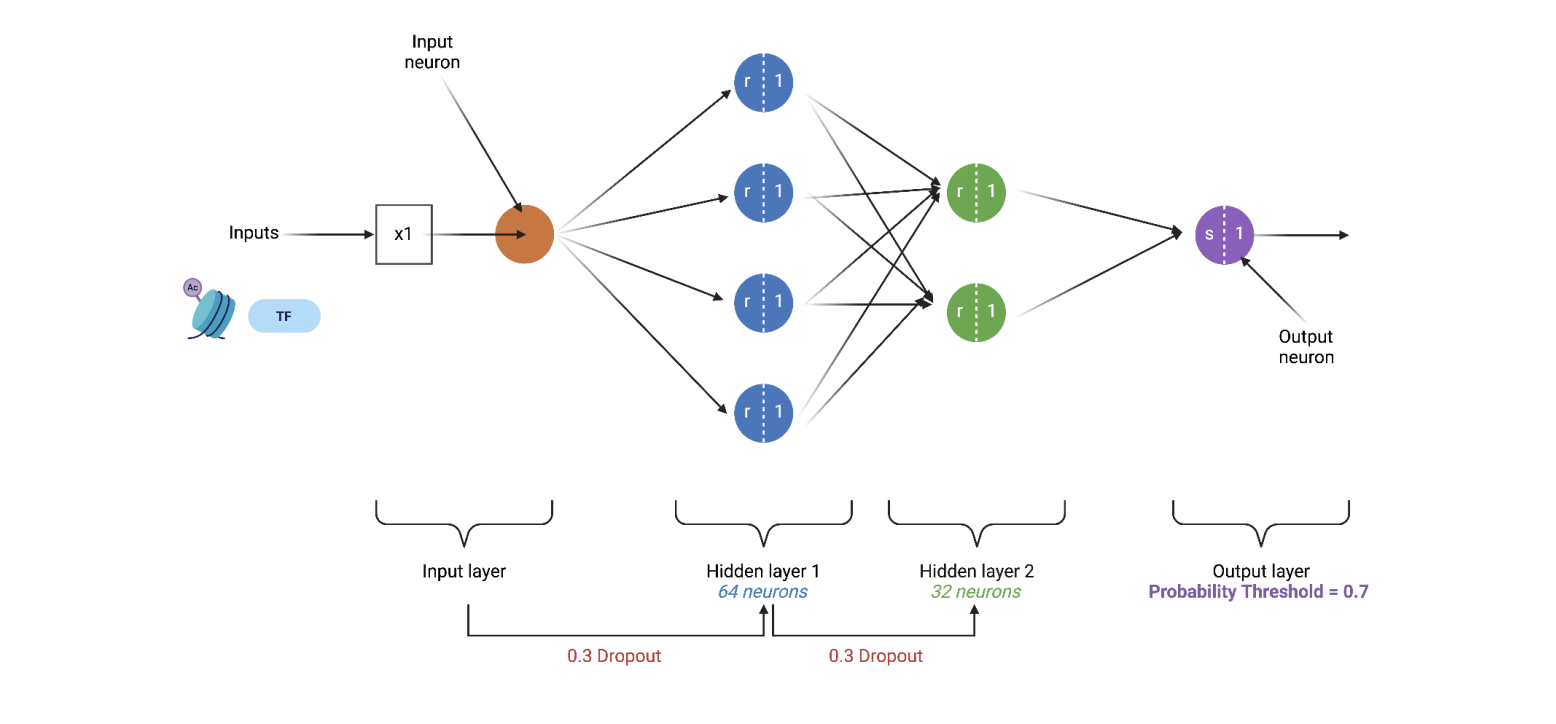 Input
neuron
Inputs
x1
Ac
TF
r 1
r 1
r 1
r 1
r 1
r 1
s 1
Output
neuron
Input layer
Hidden layer 1
64 neurons
Hidden layer 2
32 neurons
Output layer
Probability Threshold = 0.7
0.3 Dropout
0.3 Dropout